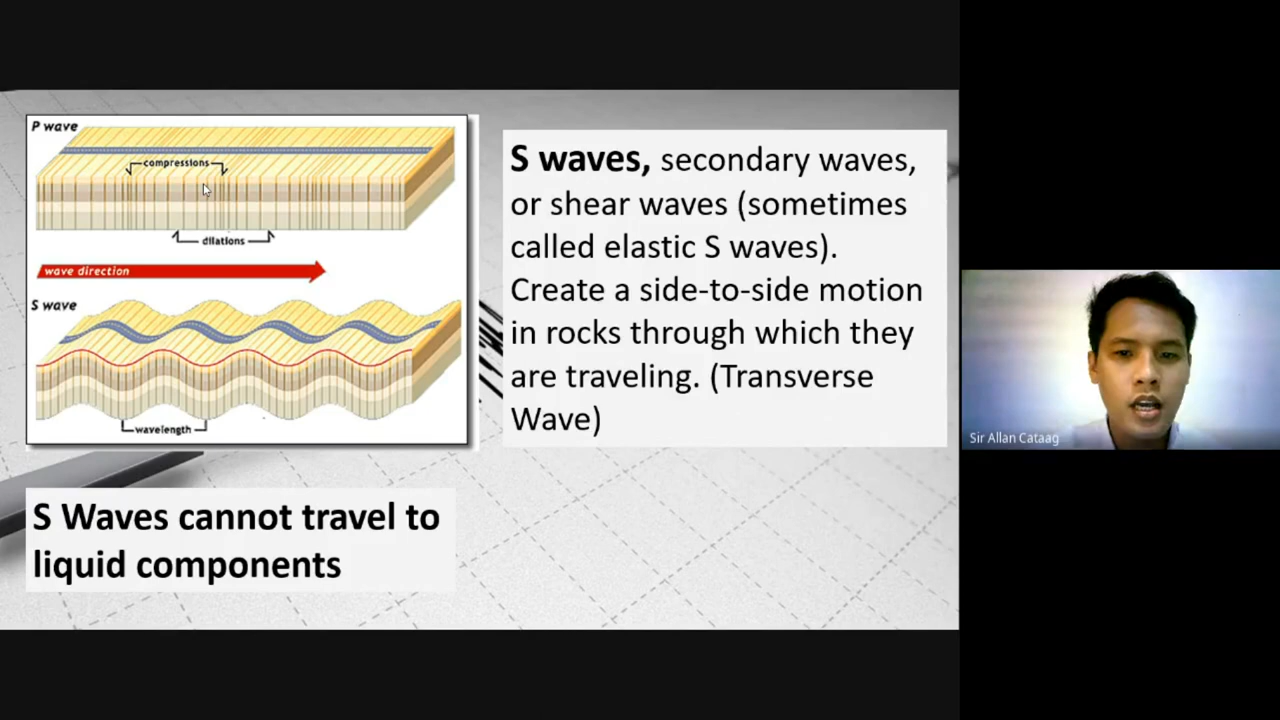 P wave
compressions
dilations
wave direction
S wave
wavelength
S waves, secondary waves,
or shear waves (sometimes
called elastic S waves).
Create a side-to-side motion
in rocks through which they
are traveling. (Transverse
Wave)
S Waves cannot travel to
liquid components
Sir Allan Cataag